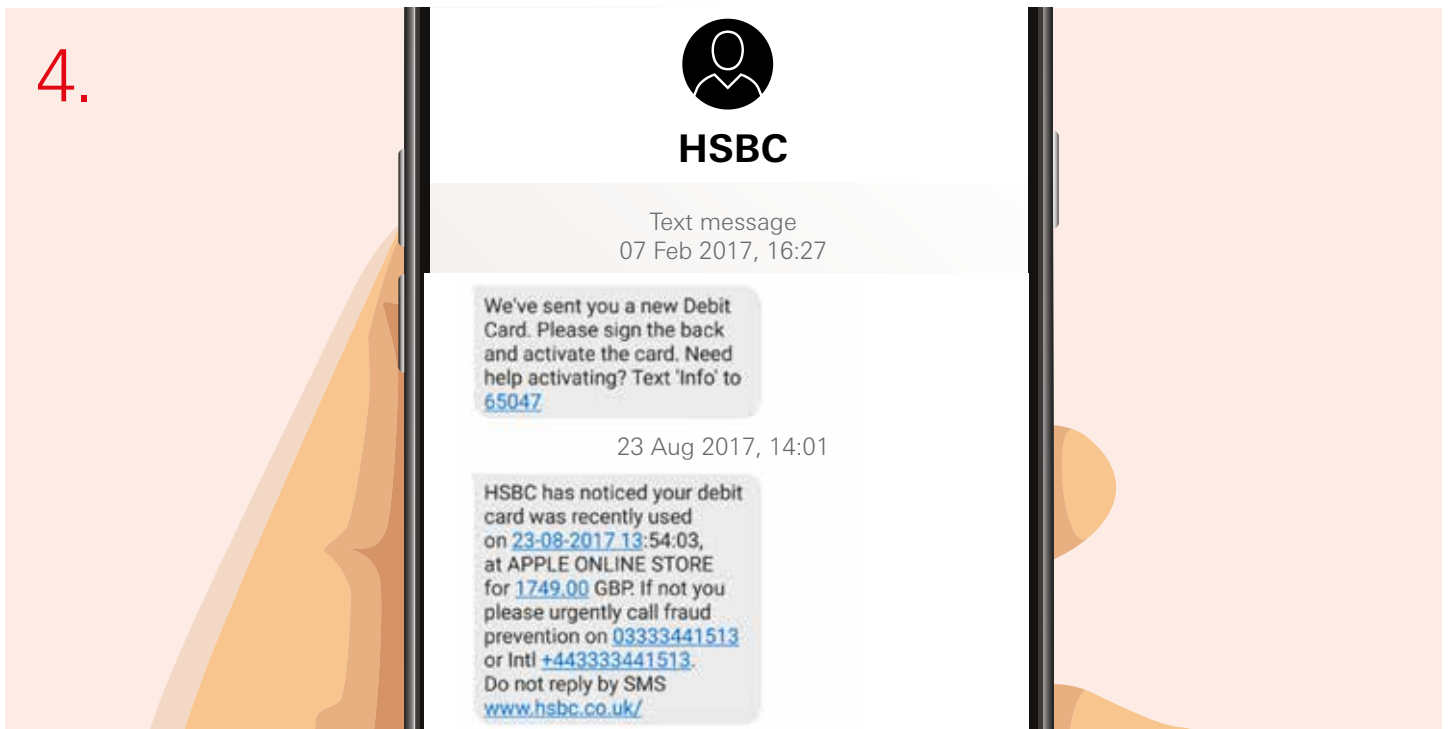 4.
HSBC
Text message
07 Feb 2017, 16:27
We've sent you a new Debit
Card. Please sign the back
and activate the card. Need
help activating? Text 'Info' to
65047
23 Aug 2017, 14:01
HSBC has noticed your debit
card was recently used
on 23-08-2017 13:54:03,
at APPLE ONLINE STORE
for 1749.00 GBP. If not you
please urgently call fraud
prevention on 03333441513
or Intl +443333441513.
Do not reply by SMS
www.hsbc.co.uk/